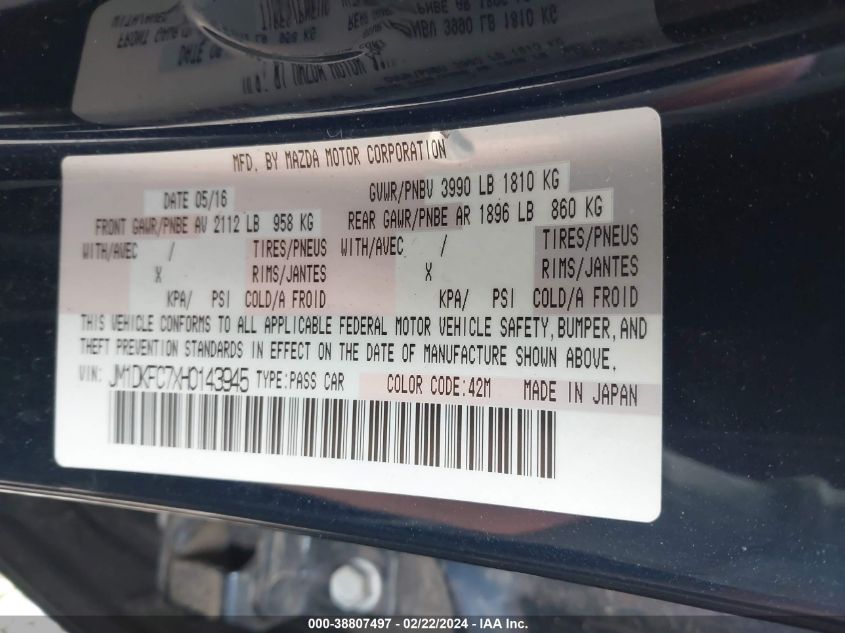 MFD. BY MAZDA MOTOR CORPORATION
DATE 05/16 GVWR/PNBV 3990 LB 1810 KG
FRONT GAWR/PNBE AV 2112 LB 958 KG REAR GAWR/PNBE AR 1896 LB 860 KG
WITH/AVEC / TIRES/PNEUS WITH/AVEC / TIRES/PNEUS
X RIMS/JANTES X RIMS/JANTES
KPA/ PSI COLD/A FROID KPA/ PSI COLD/A FROID
THIS VEHICLE CONFORMS TO ALL APPLICABLE FEDERAL MOTOR VEHICLE SAFETY, BUMPER, AND
THEFT PREVENTION STANDARDS IN EFFECT ON THE DATE OF MANUFACTURE SHOWN ABOVE.
VIN: JM1DKFC7XH0143945 TYPE:PASS CAR COLOR CODE:42M MADE IN JAPAN
000-38807497 - 02/22/2024 - IAA Inc.